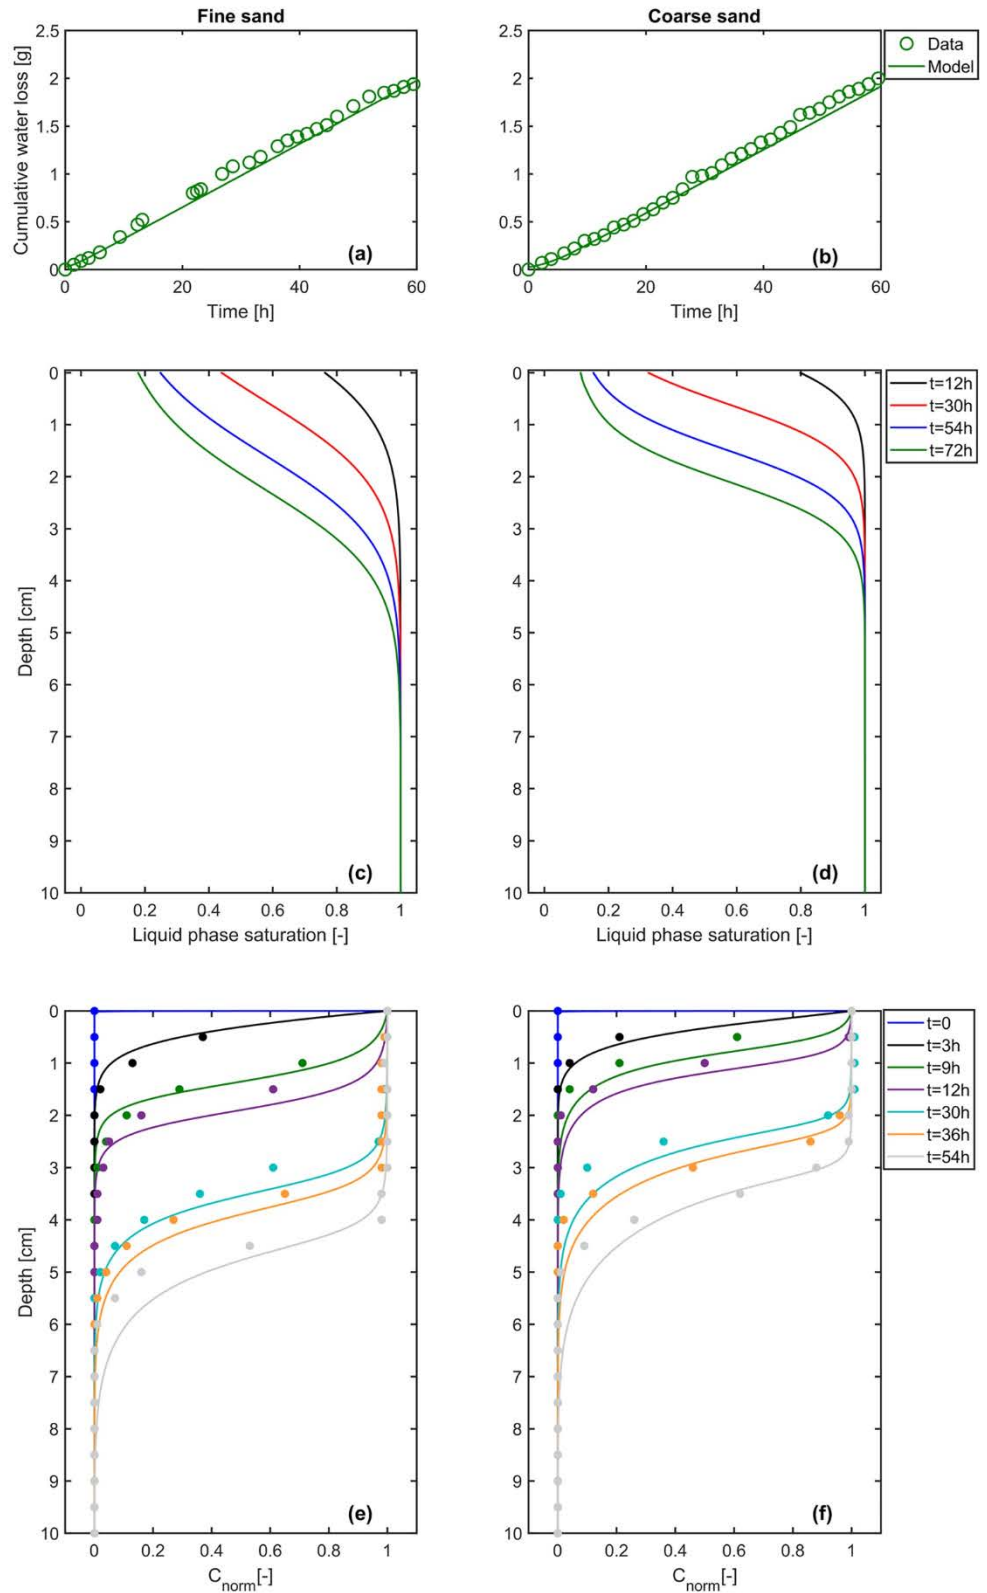 Fine sand
Coarse sand
2.5
2
1.5
1
0.5
0
Cumulative water loss [g]
0
20
40
60
Time [h]
(a)
2.5
2
1.5
1
0.5
0
0
20
40
60
Time [h]
(b)
Data
Model
0
1
2
3
4
5
6
7
8
9
10
Depth [cm]
0
0.2
0.4
0.6
0.8
1
Liquid phase saturation [-]
(c)
0
1
2
3
4
5
6
7
8
9
10
0
0.2
0.4
0.6
0.8
1
Liquid phase saturation [-]
(d)
t=12h
t=30h
t=54h
t=72h
0
1
2
3
4
5
6
7
8
9
10
Depth [cm]
0
0.2
0.4
0.6
0.8
1
Cnorm[-]
(e)
0
1
2
3
4
5
6
7
8
9
10
0
0.2
0.4
0.6
0.8
1
Cnorm[-]
(f)
t=0
t=3h
t=9h
t=12h
t=30h
t=36h
t=54h